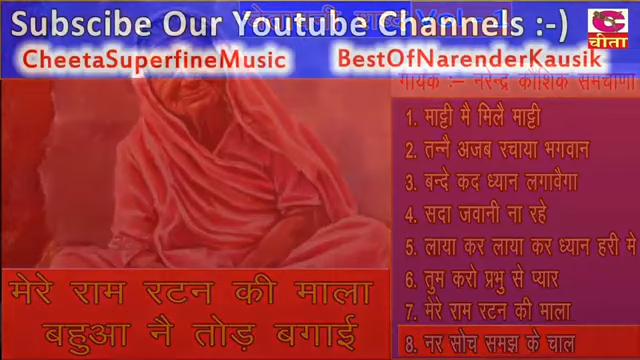 Subscibe Our Youtube Channels :-)
CheetaSuperfineMusic BestOfNarenderKausik
चीता
गायक :– नरेन्द्र कौशिक समचाणा
1. माट्टी मै मिलै माट्टी
2. तन्नै अजब रचाया भगवान
3. बन्दे कद ध्यान लगावैगा
4. सदा जवानी ना रहे
5. लाया कर लाया कर ध्यान हरी मे
6. तुम करो प्रभु से प्यार
7. मेरे राम रटन की माला
8. नर सोच समझ के चाल
मेरे राम रटन की माला
बहुआ नै तोड़ बगाई